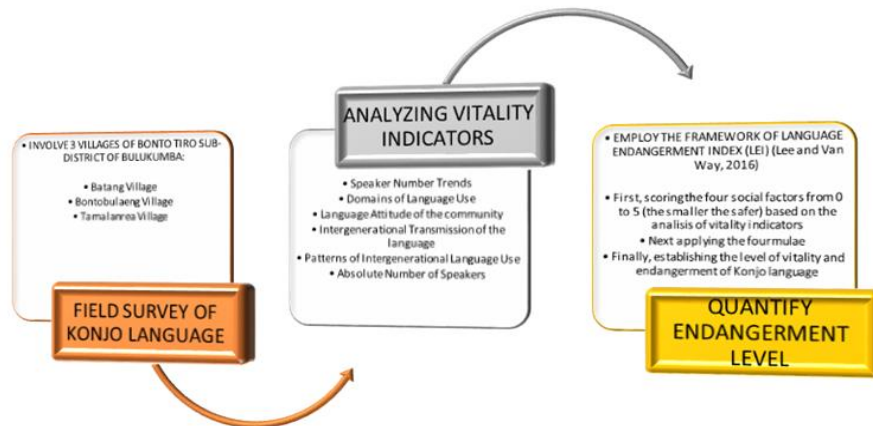 • INVOLVE 3 VILLAGES OF BONTO TIRO SUB-
DISTRICT OF BULUKUMBA:
• Batang Village
• Bontobulaeng Village
• Tamalanrea Village
FIELD SURVEY OF
KONJO LANGUAGE
ANALYZING VITALITY
INDICATORS
• Speaker Number Trends
• Domains of Language Use
• Language Attitude of the community
• Intergenerational Transmission of the
language
• Patterns of Intergenerational Language Use
• Absolute Number of Speakers
• EMPLOY THE FRAMEWORK OF LANGUAGE
ENDANGERMENT INDEX (LEI) (Lee and Van
Way, 2016)
• First, scoring the four social factors from 0
to 5 (the smaller the safer) based on the
analisis of vitality indicators
• Next applying the fourmulae
• Finally, establishing the level of vitality and
endangerment of Konjo language
QUANTIFY
ENDANGERMENT
LEVEL